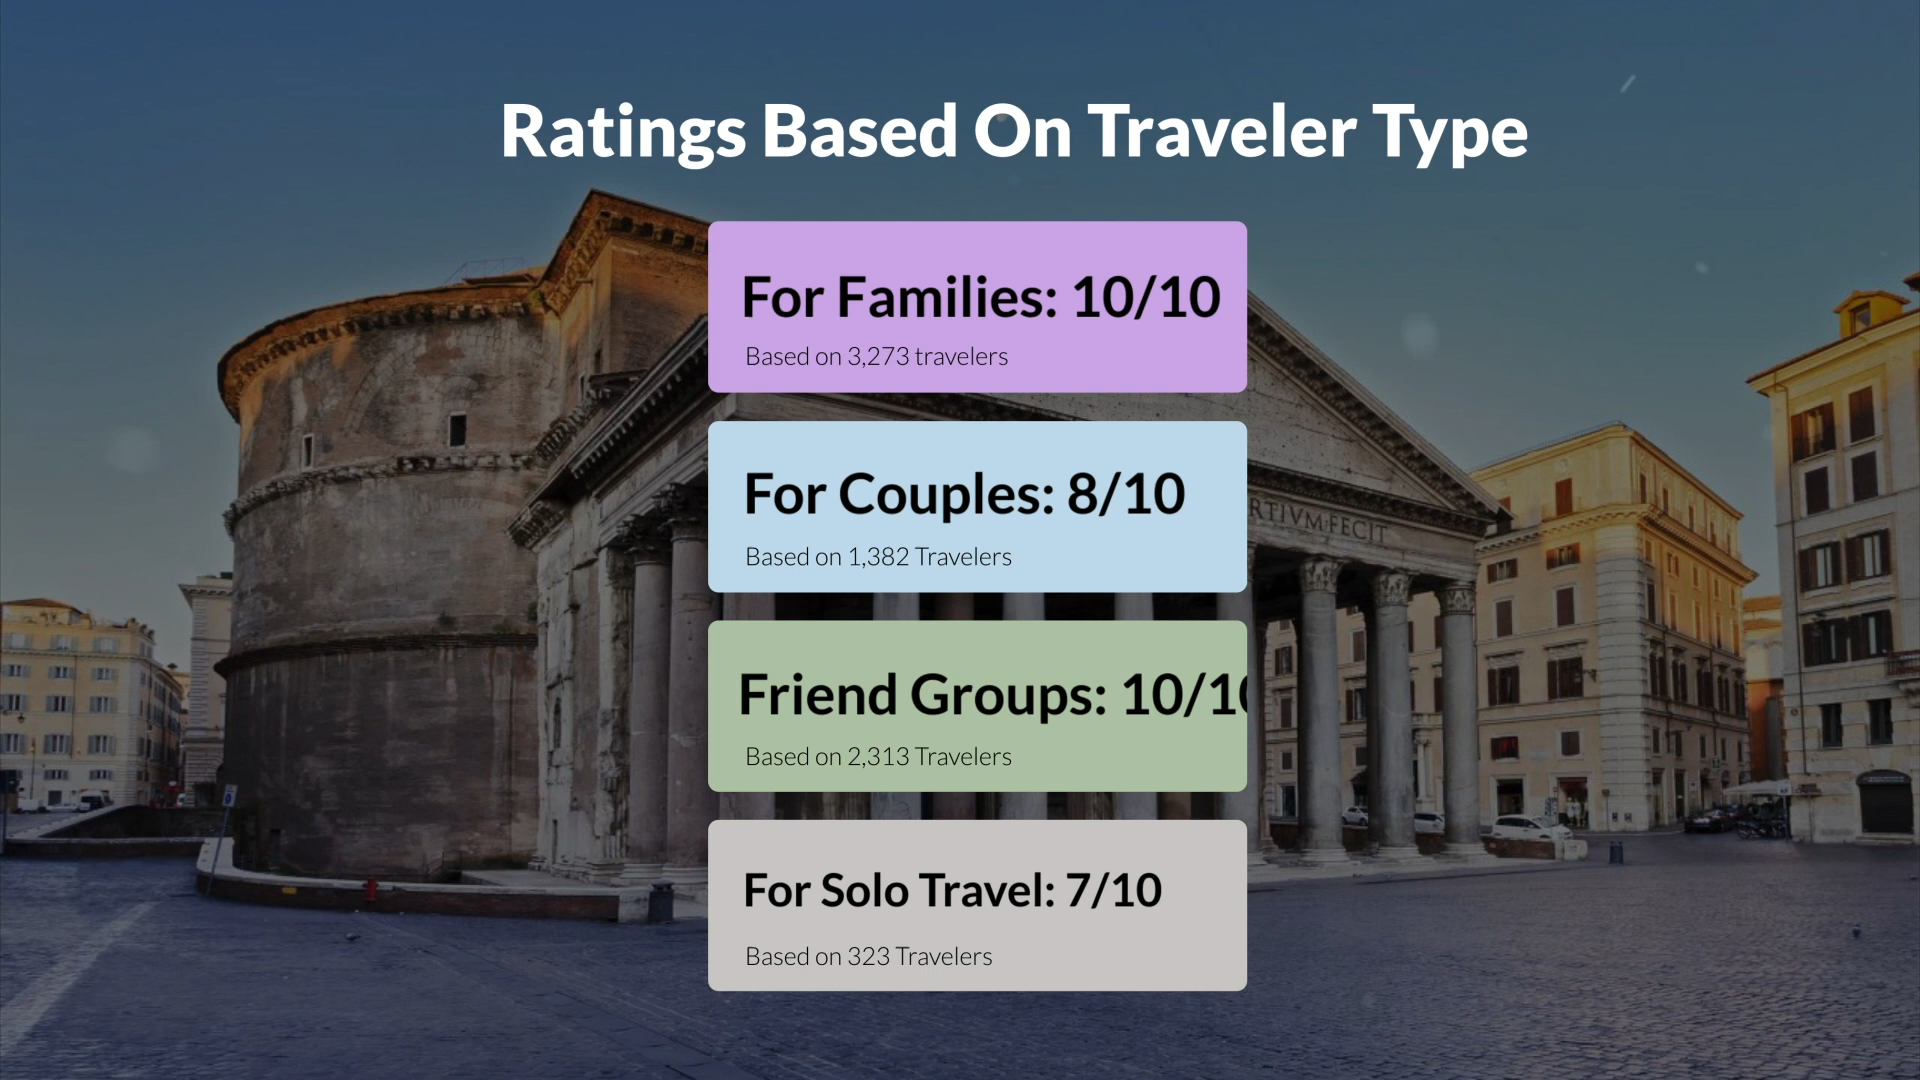 Ratings Based On Traveler Type
For Families: 10/10
Based on 3,273 travelers
For Couples: 8/10
Based on 1,382 Travelers
RTIVM·FECIT
Friend Groups: 10/10
Based on 2,313 Travelers
For Solo Travel: 7/10
Based on 323 Travelers